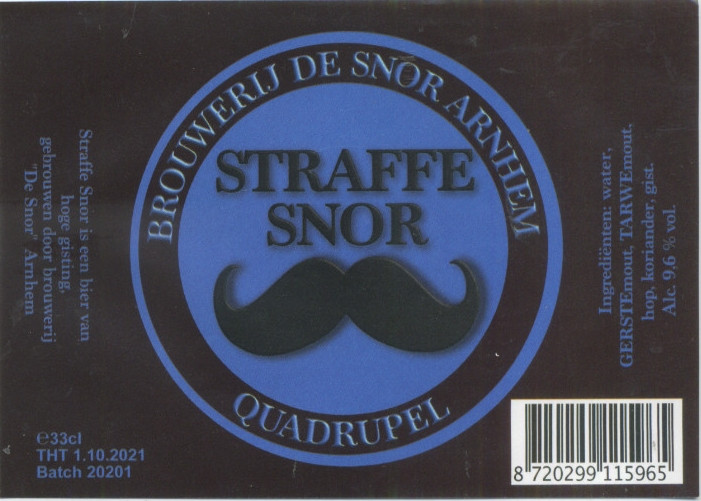 Straffe Snor is een bier van
hoge gisting,
gebrouwen door brouwerij
"De Snor" Arnhem
BROUWERIJ DE SNOR ARNHEM
STRAFFE
SNOR
QUADRUPEL
Ingrediënten: water,
GERSTEmout, TARWEmout,
hop, koriander, gist.
Alc. 9,6 % vol.
℮33cl
THT 1.10.2021
Batch 20201
8 720299 115965